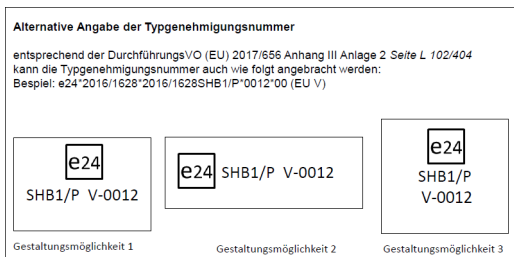 Alternative Angabe der Typgenehmigungsnummer
entsprechend der DurchführungsVO (EU) 2017/656 Anhang III Anlage 2 Seite L 102/404
kann die Typgenehmigungsnummer auch wie folgt angebracht werden:
Bespiel: e24*2016/1628*2016/1628SHB1/P*0012*00 (EU V)
e24
SHB1/P V-0012
Gestaltungsmöglichkeit 1
e24 SHB1/P V-0012
Gestaltungsmöglichkeit 2
e24
SHB1/P
V-0012
Gestaltungsmöglichkeit 3